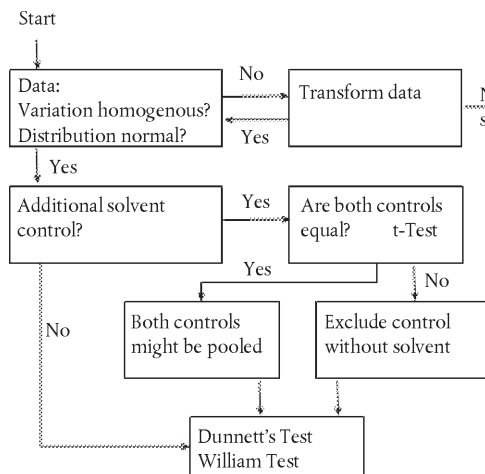 Start
Data:
Variation homogenous?
Distribution normal?
No
Yes
Transform data
N
s
Yes
Additional solvent
control?
Yes
Are both controls
equal? t-Test
Yes
No
No
Both controls
might be pooled
Exclude control
without solvent
Dunnett's Test
William Test